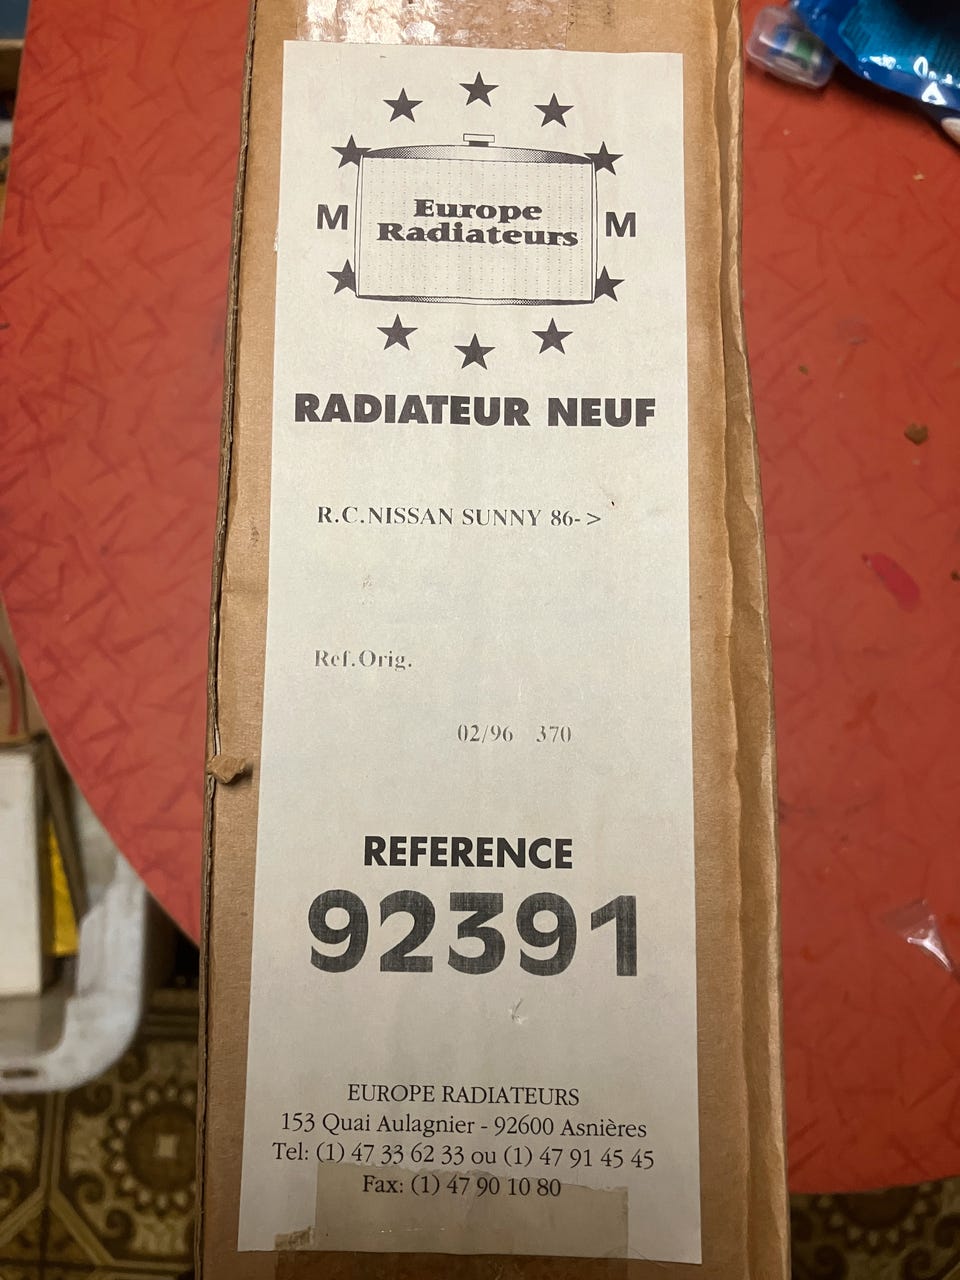 M Europe M
Radiateurs
RADIATEUR NEUF
R.C.NISSAN SUNNY 86->
Ref.Orig.
02/96 370
REFERENCE
92391
EUROPE RADIATEURS
153 Quai Aulagnier - 92600 Asnières
Tel: (1) 47 33 62 33 ou (1) 47 91 45 45
Fax: (1) 47 90 10 80